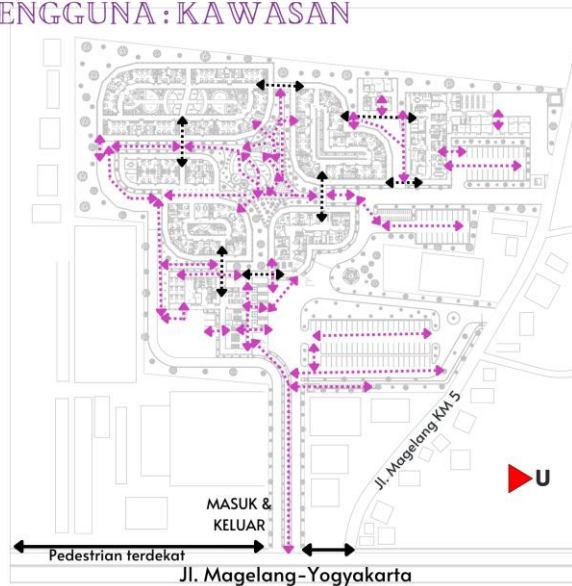 ENGGUNA : KAWASAN
Jl. Magelang KM 5
U
MASUK &
KELUAR
Pedestrian terdekat
Jl. Magelang-Yogyakarta